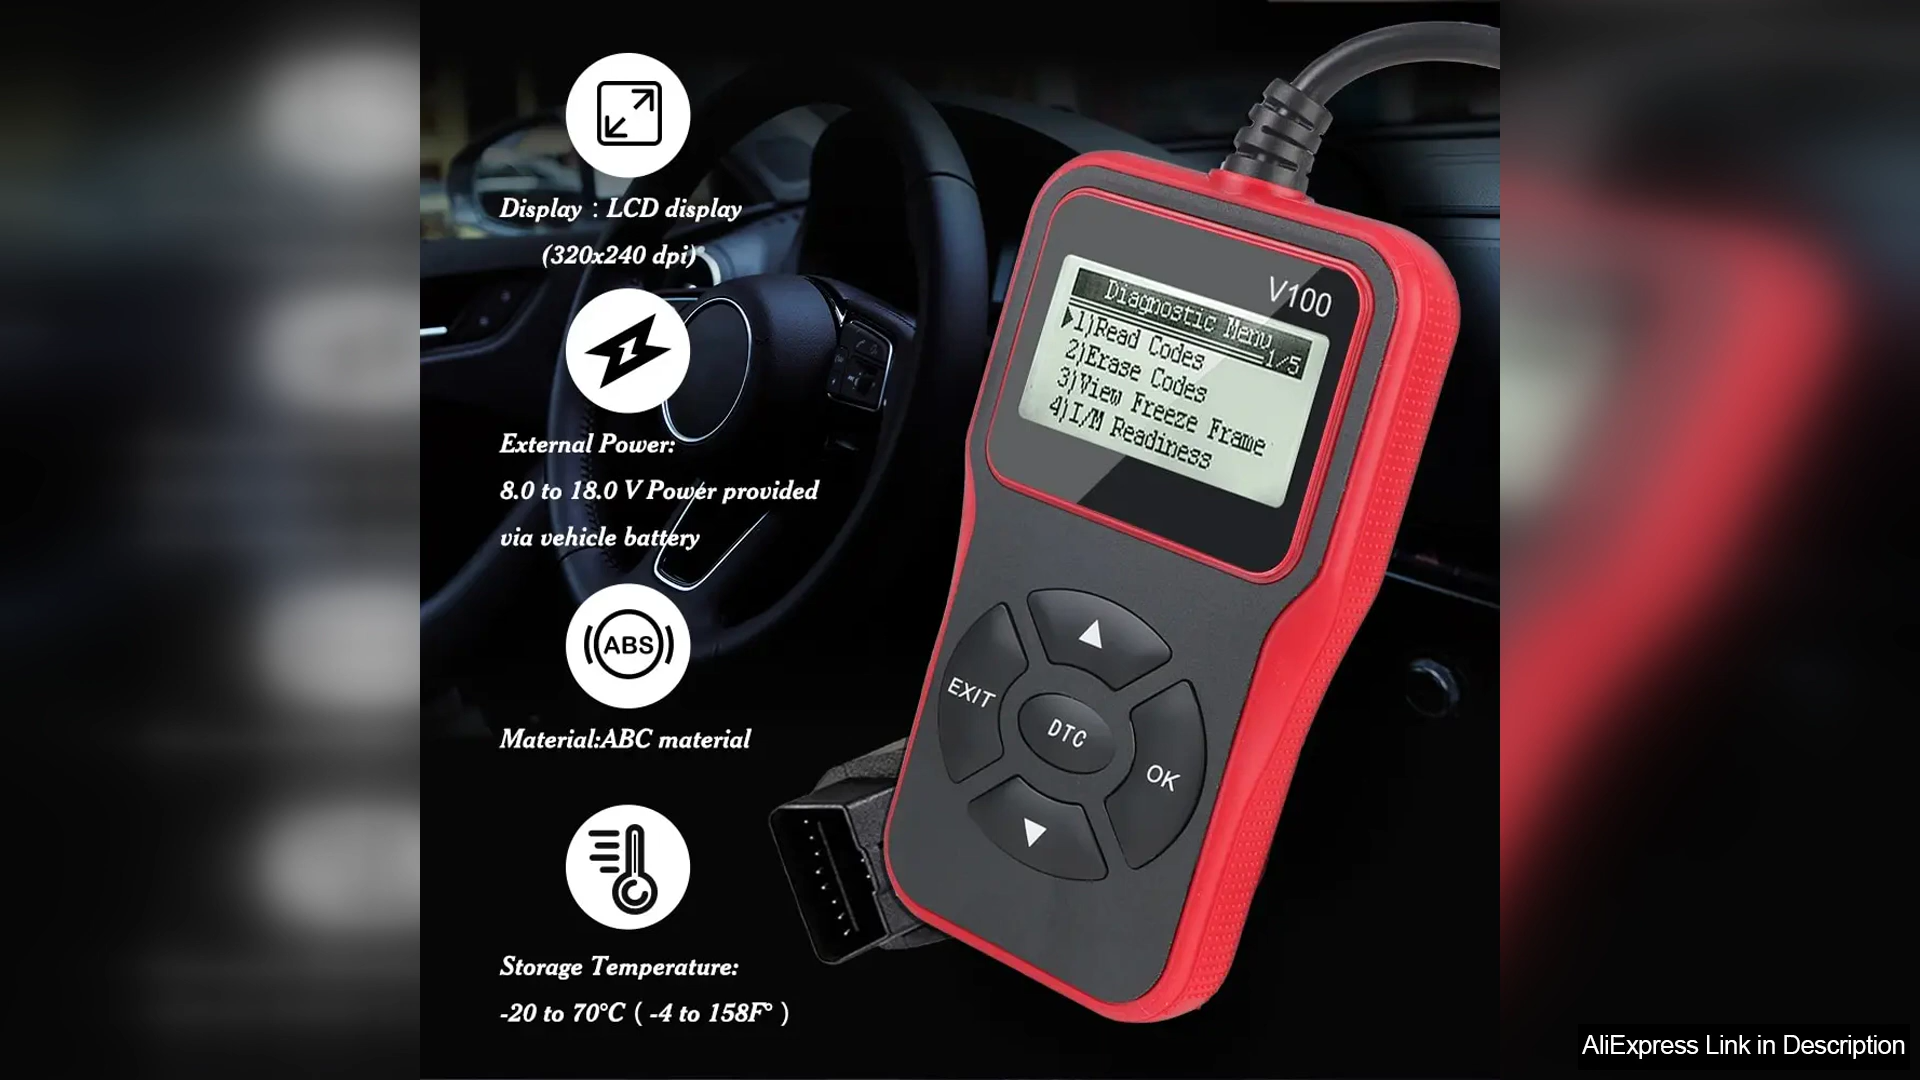 Display : LCD display
(320x240 dpi)
External Power:
8.0 to 18.0 V Power provided
via vehicle battery
ABS
Material:ABC material
Storage Temperature:
-20 to 70°C ( -4 to 158F° )
V100
Diagnostic Menu
1/5
1)Read Codes
2)Erase Codes
3)View Freeze Frame
4)I/M Readiness
EXIT
DTC
OK
AliExpress Link in Description